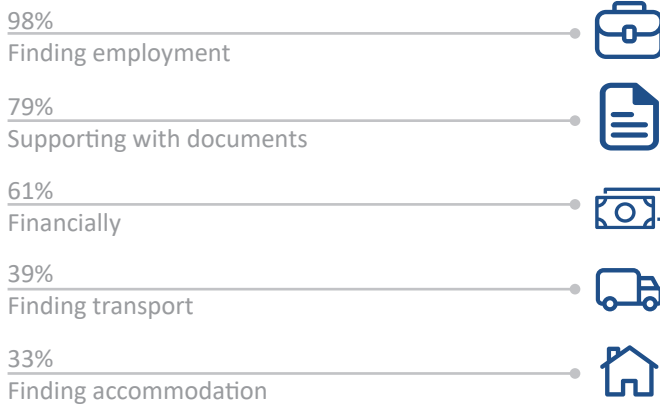 98%
Finding employment
79%
Supporting with documents
61%
Financially
39%
Finding transport
33%
Finding accommodation